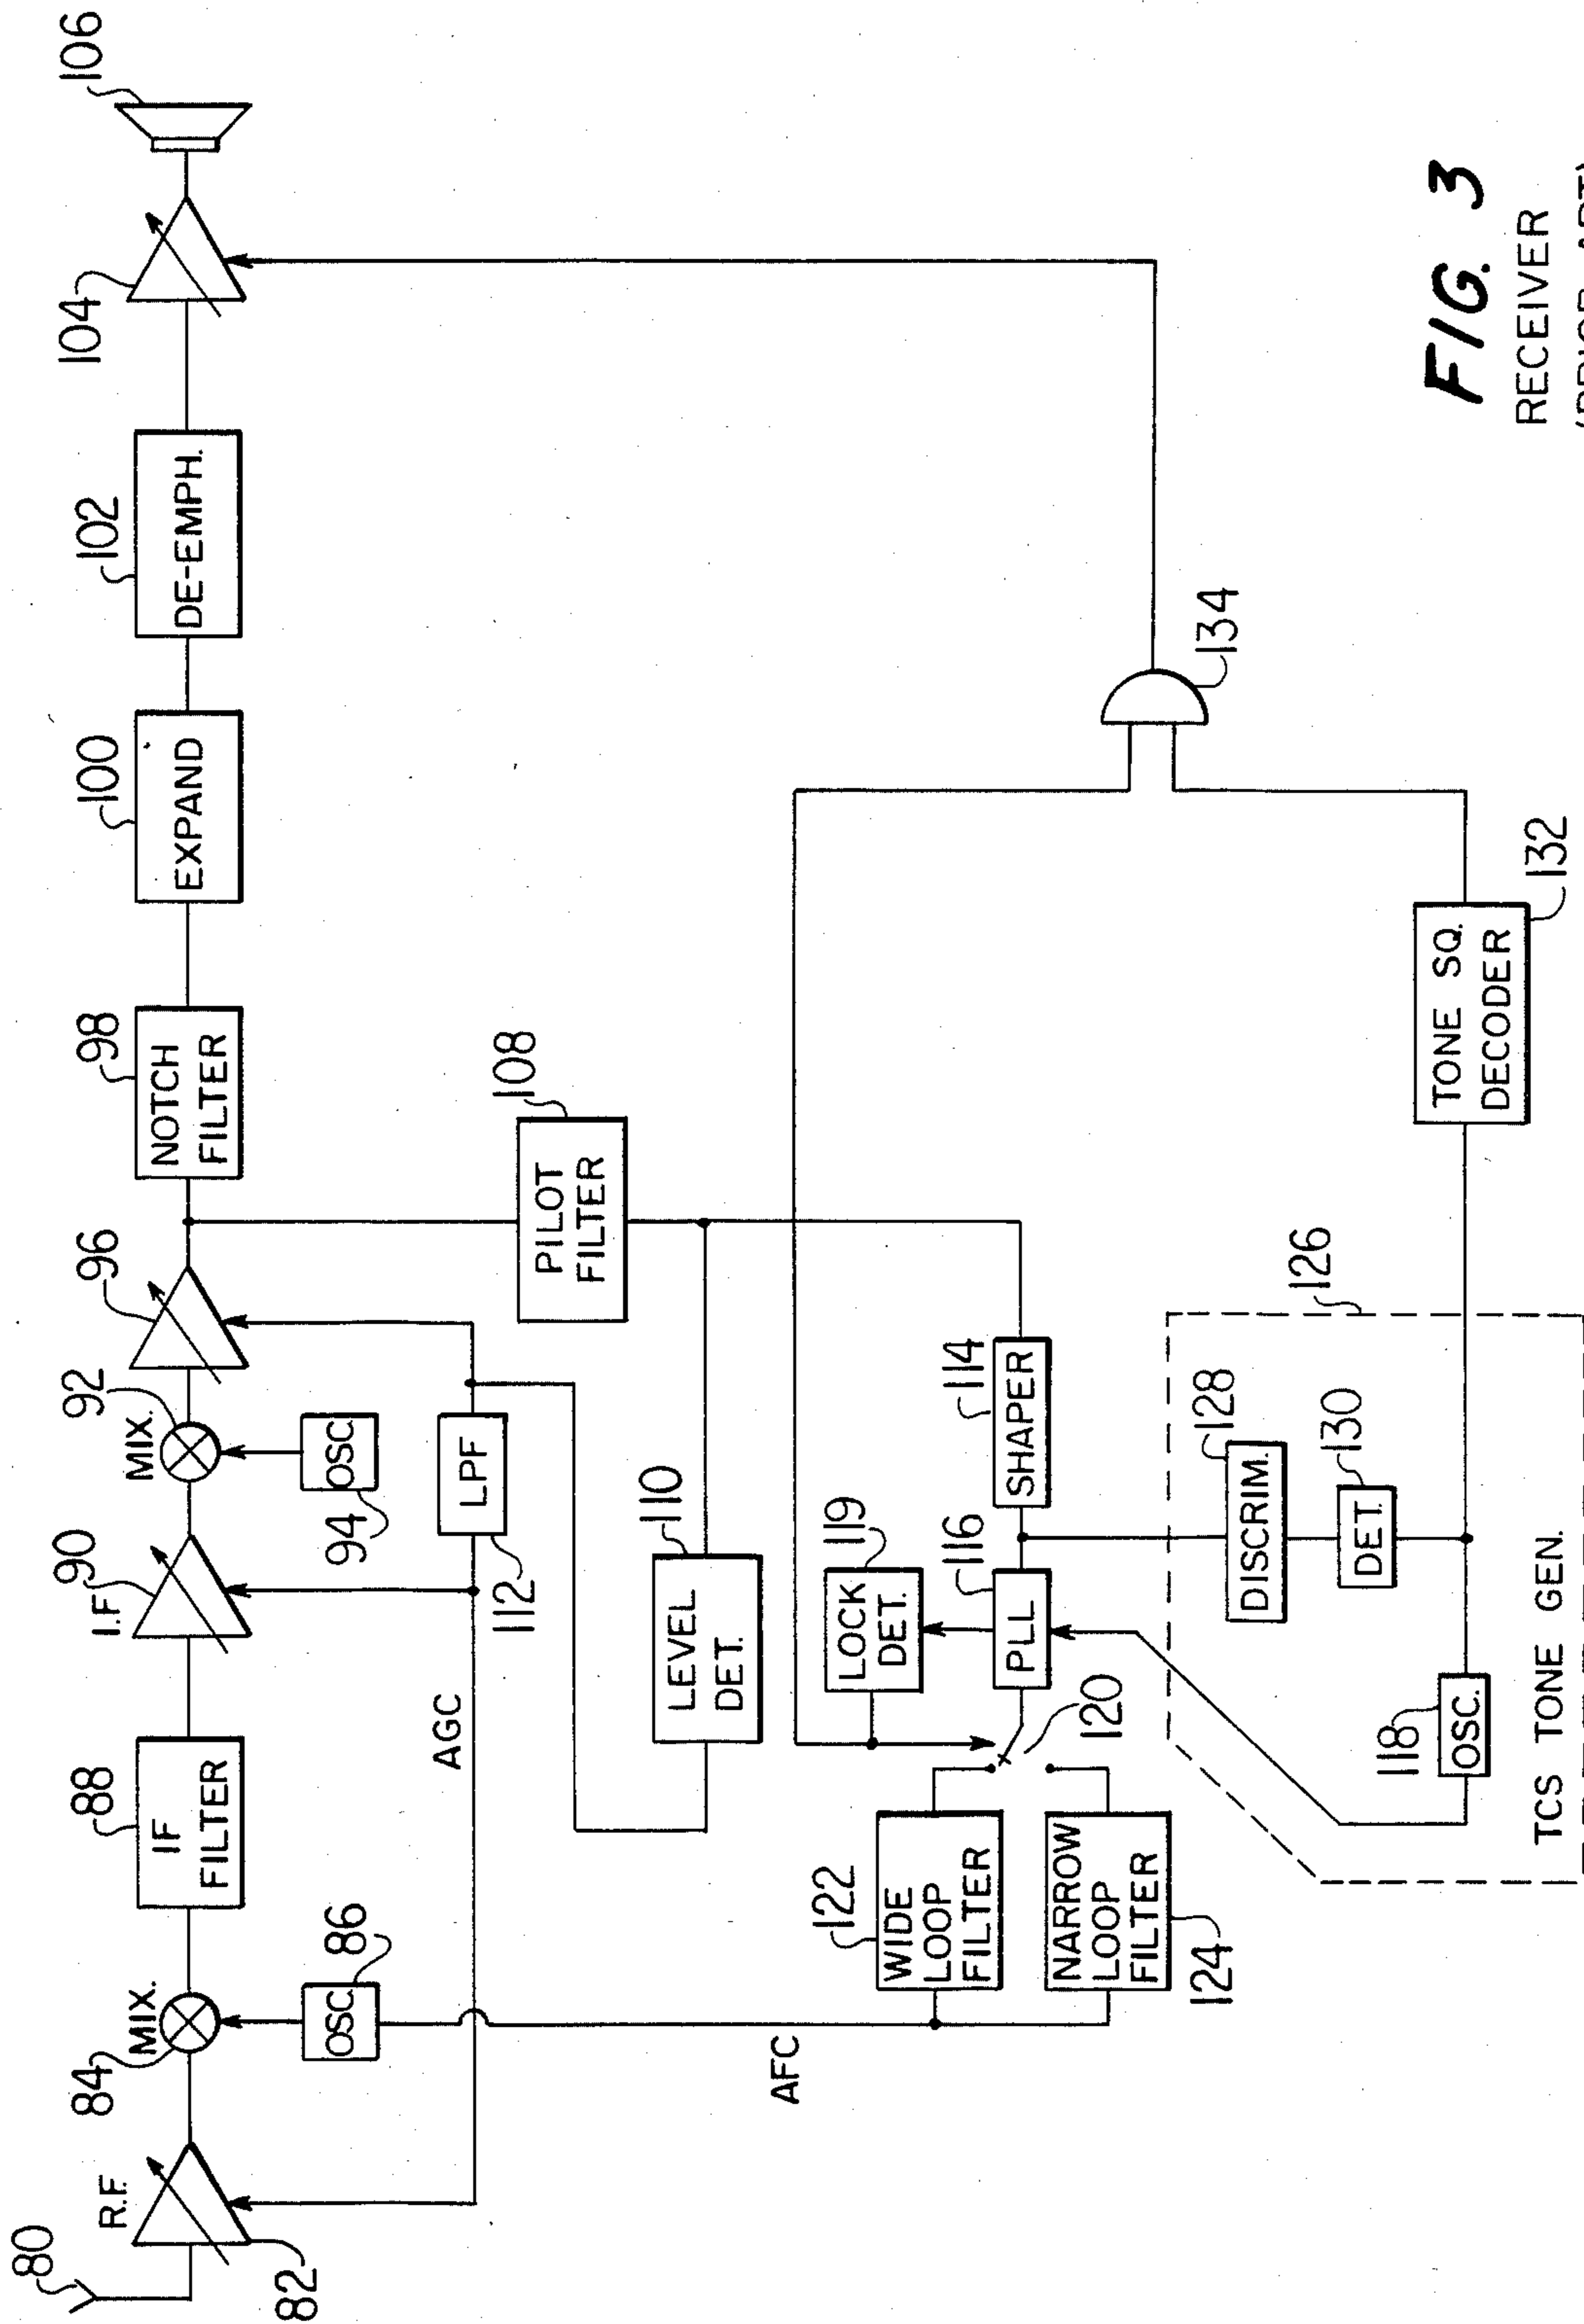 80
R.F.
82
84
MIX.
OSC.
86
88
IF
FILTER
90
I.F
MIX.
92
OSC.
94
96
98
NOTCH
FILTER
100
EXPAND
102
DE-EMPH.
104
106
AGC
LPF
112
108
PILOT
FILTER
LEVEL
DET.
110
AFC
122
WIDE
LOOP
FILTER
NARROW
LOOP
FILTER
124
120
LOCK
DET.
119
PLL
116
SHAPER
114
126
DISCRIM.
128
DET.
130
118
OSC.
TCS TONE GEN.
TONE SQ.
DECODER
132
134
FIG. 3
RECEIVER
(PRIOR ART)